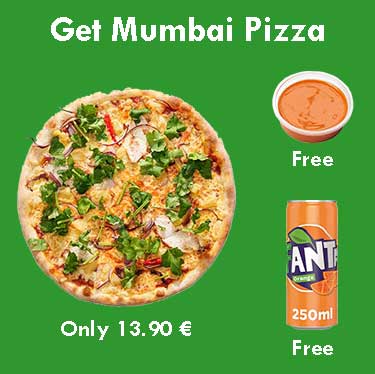 Get Mumbai Pizza
Free
FANTA
Orange
250ml
Only 13.90 €
Free